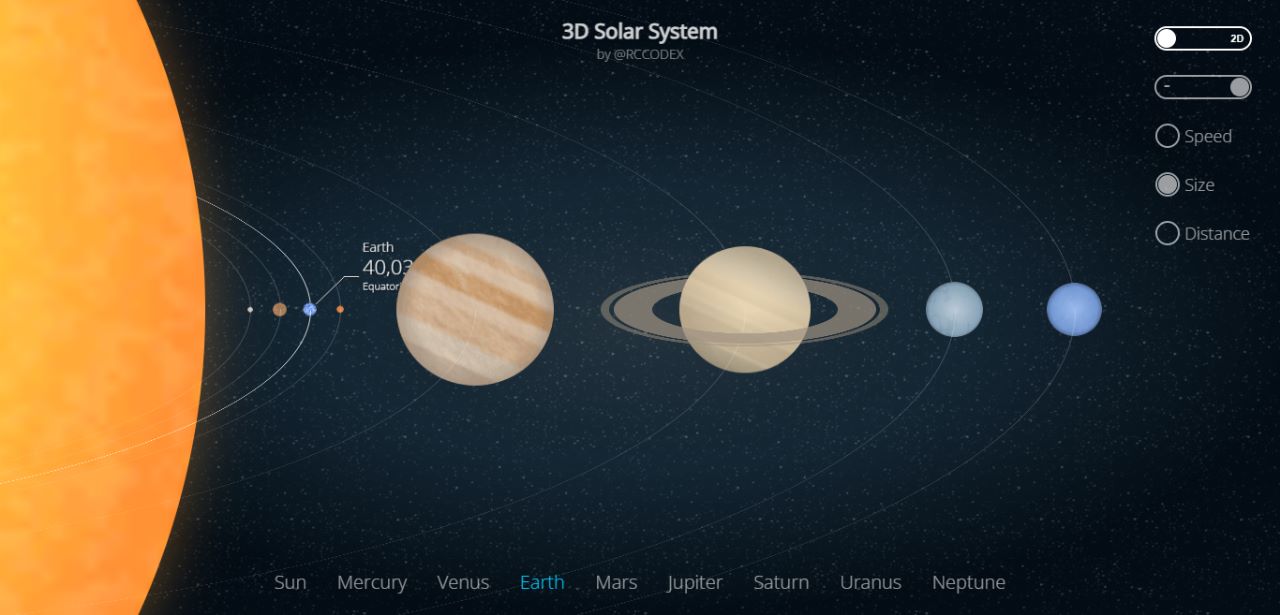 3D Solar System
by @RCCODEX
2D
-
Speed
Size
Distance
Earth
40,03
Sun Mercury Venus Earth Mars Jupiter Saturn Uranus Neptune